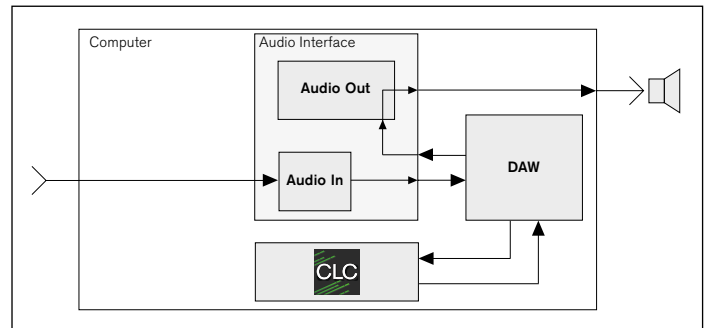 Computer
Audio Interface
Audio Out
Audio In
DAW
CLC